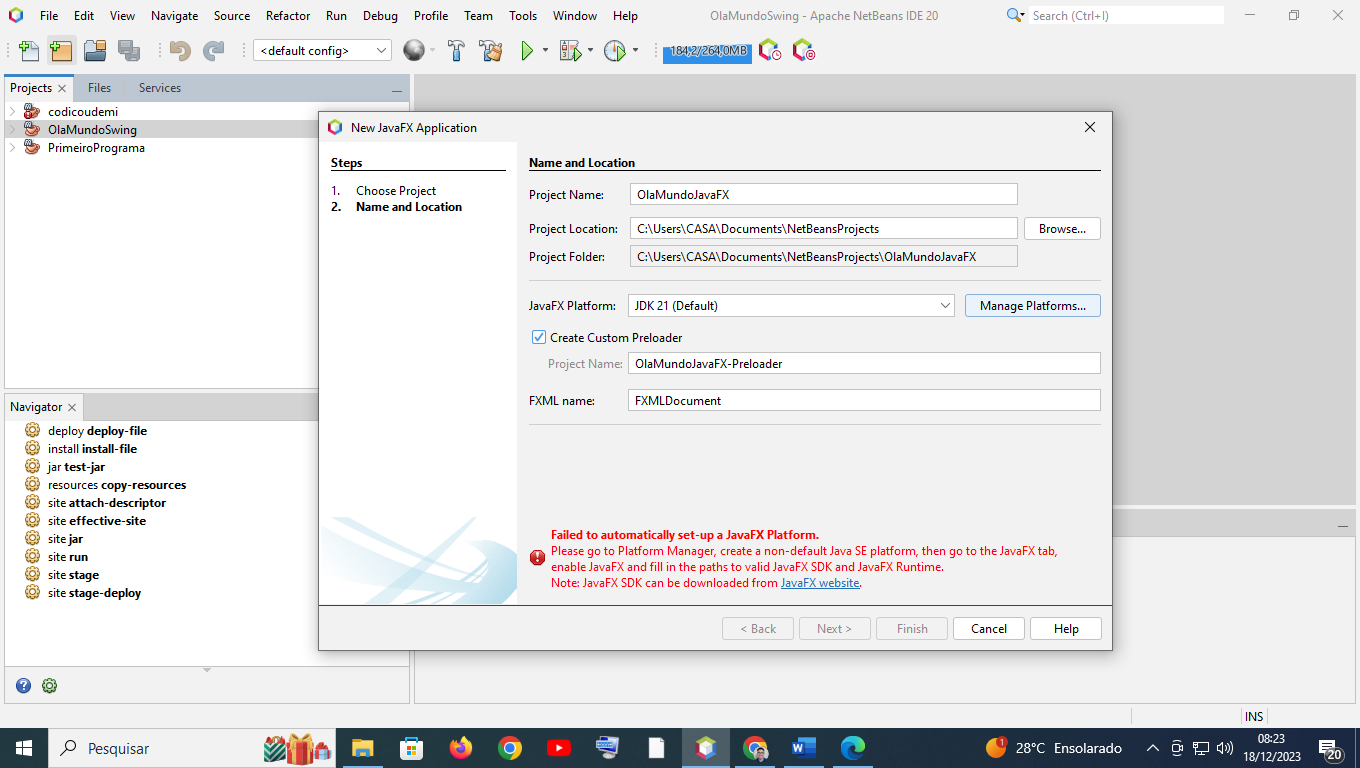 File Edit View Navigate Source Refactor Run Debug Profile Team Tools Window Help
OlaMundoSwing - Apache NetBeans IDE 20
Search (Ctrl+I)
<default config>
184,2/264,0MB
Projects
Files
Services
codicoudemi
OlaMundoSwing
PrimeiroPrograma
Navigator
deploy deploy-file
install install-file
jar test-jar
resources copy-resources
site attach-descriptor
site effective-site
site jar
site run
site stage
site stage-deploy
New JavaFX Application
Steps
1. Choose Project
2. Name and Location
Name and Location
Project Name: OlaMundoJavaFX
Project Location: C:\Users\CASA\Documents\NetBeansProjects Browse...
Project Folder: C:\Users\CASA\Documents\NetBeansProjects\OlaMundoJavaFX
JavaFX Platform: JDK 21 (Default) Manage Platforms...
Create Custom Preloader
Project Name: OlaMundoJavaFX-Preloader
FXML name: FXMLDocument
Failed to automatically set-up a JavaFX Platform.
Please go to Platform Manager, create a non-default Java SE platform, then go to the JavaFX tab,
enable JavaFX and fill in the paths to valid JavaFX SDK and JavaFX Runtime.
Note: JavaFX SDK can be downloaded from JavaFX website.
< Back Next > Finish Cancel Help
INS
Pesquisar
1
28°C Ensolarado
08:23
18/12/2023
20